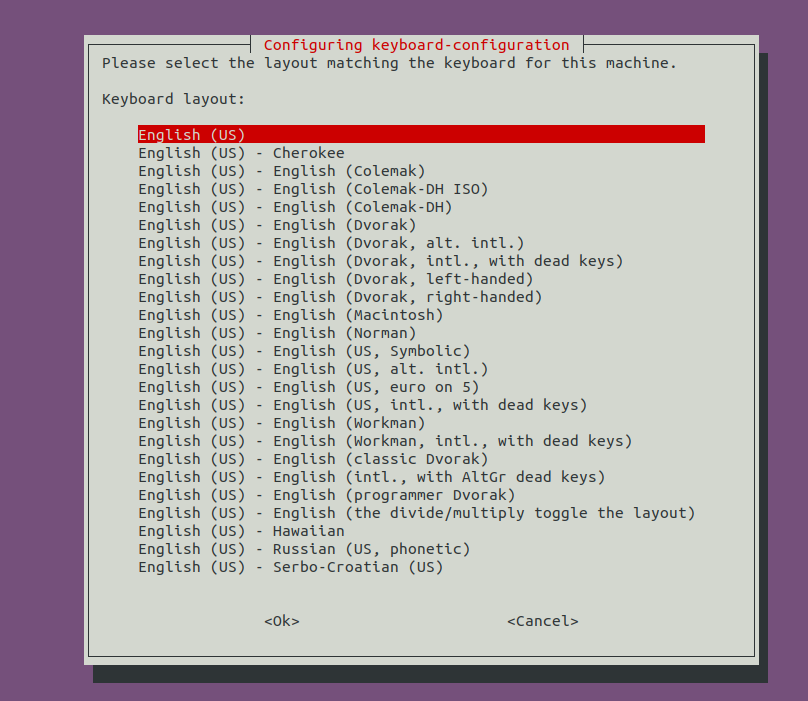 Configuring keyboard-configuration
Please select the layout matching the keyboard for this machine.
Keyboard layout:
English (US)
English (US) - Cherokee
English (US) - English (Colemak)
English (US) - English (Colemak-DH ISO)
English (US) - English (Colemak-DH)
English (US) - English (Dvorak)
English (US) - English (Dvorak, alt. intl.)
English (US) - English (Dvorak, intl., with dead keys)
English (US) - English (Dvorak, left-handed)
English (US) - English (Dvorak, right-handed)
English (US) - English (Macintosh)
English (US) - English (Norman)
English (US) - English (US, Symbolic)
English (US) - English (US, alt. intl.)
English (US) - English (US, euro on 5)
English (US) - English (US, intl., with dead keys)
English (US) - English (Workman)
English (US) - English (Workman, intl., with dead keys)
English (US) - English (classic Dvorak)
English (US) - English (intl., with AltGr dead keys)
English (US) - English (programmer Dvorak)
English (US) - English (the divide/multiply toggle the layout)
English (US) - Hawaiian
English (US) - Russian (US, phonetic)
English (US) - Serbo-Croatian (US)
<Ok> <Cancel>